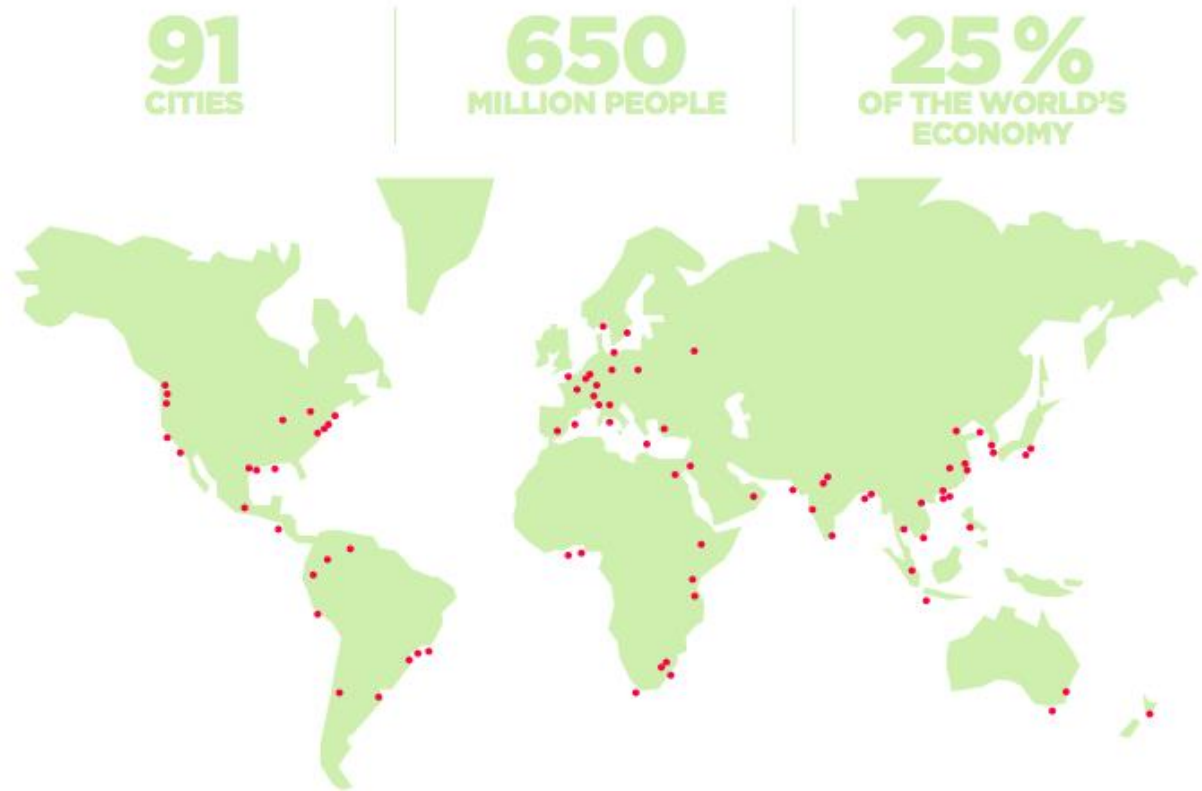 91
CITIES
650
MILLION PEOPLE
25%
OF THE WORLD'S
ECONOMY